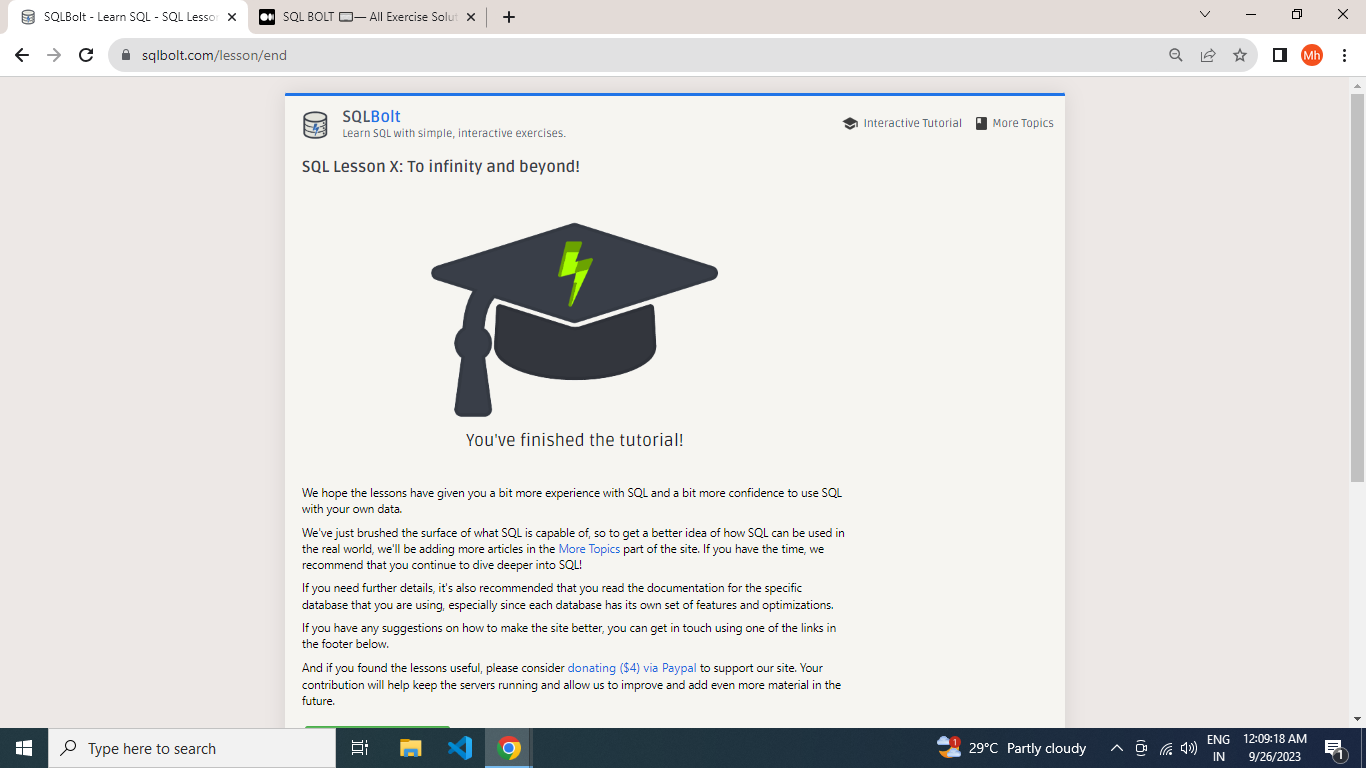 SQLBolt - Learn SQL - SQL Lesson
SQL BOLT ⌨️— All Exercise Solut
sqlbolt.com/lesson/end
Mh
SQLBolt
Learn SQL with simple, interactive exercises.
Interactive Tutorial
More Topics
SQL Lesson X: To infinity and beyond!
You've finished the tutorial!
We hope the lessons have given you a bit more experience with SQL and a bit more confidence to use SQL
with your own data.
We've just brushed the surface of what SQL is capable of, so to get a better idea of how SQL can be used in
the real world, we'll be adding more articles in the More Topics part of the site. If you have the time, we
recommend that you continue to dive deeper into SQL!
If you need further details, it's also recommended that you read the documentation for the specific
database that you are using, especially since each database has its own set of features and optimizations.
If you have any suggestions on how to make the site better, you can get in touch using one of the links in
the footer below.
And if you found the lessons useful, please consider donating ($4) via Paypal to support our site. Your
contribution will help keep the servers running and allow us to improve and add even more material in the
future.
Type here to search
1
29°C Partly cloudy
ENG
IN
12:09:18 AM
9/26/2023
1